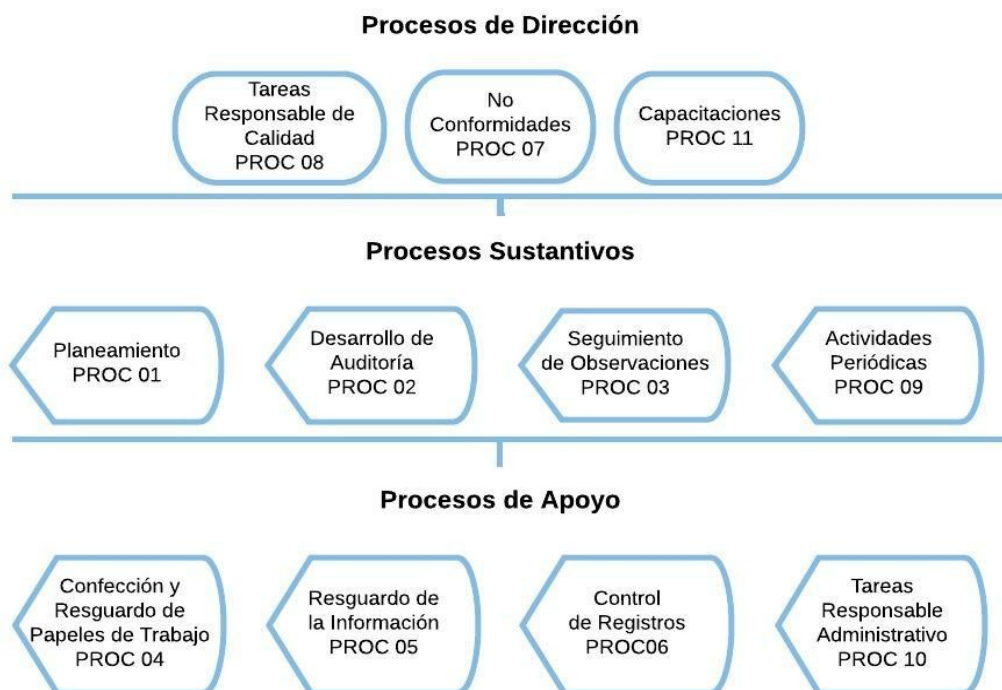 Procesos de Dirección
Tareas
Responsable de
Calidad
PROC 08
No
Conformidades
PROC 07
Capacitaciones
PROC 11
Procesos Sustantivos
Planeamiento
PROC 01
Desarrollo de
Auditoría
PROC 02
Seguimiento
de Observaciones
PROC 03
Actividades
Periódicas
PROC 09
Procesos de Apoyo
Confección y
Resguardo de
Papeles de Trabajo
PROC 04
Resguardo de
la Información
PROC 05
Control
de Registros
PROC06
Tareas
Responsable
Administrativo
PROC 10